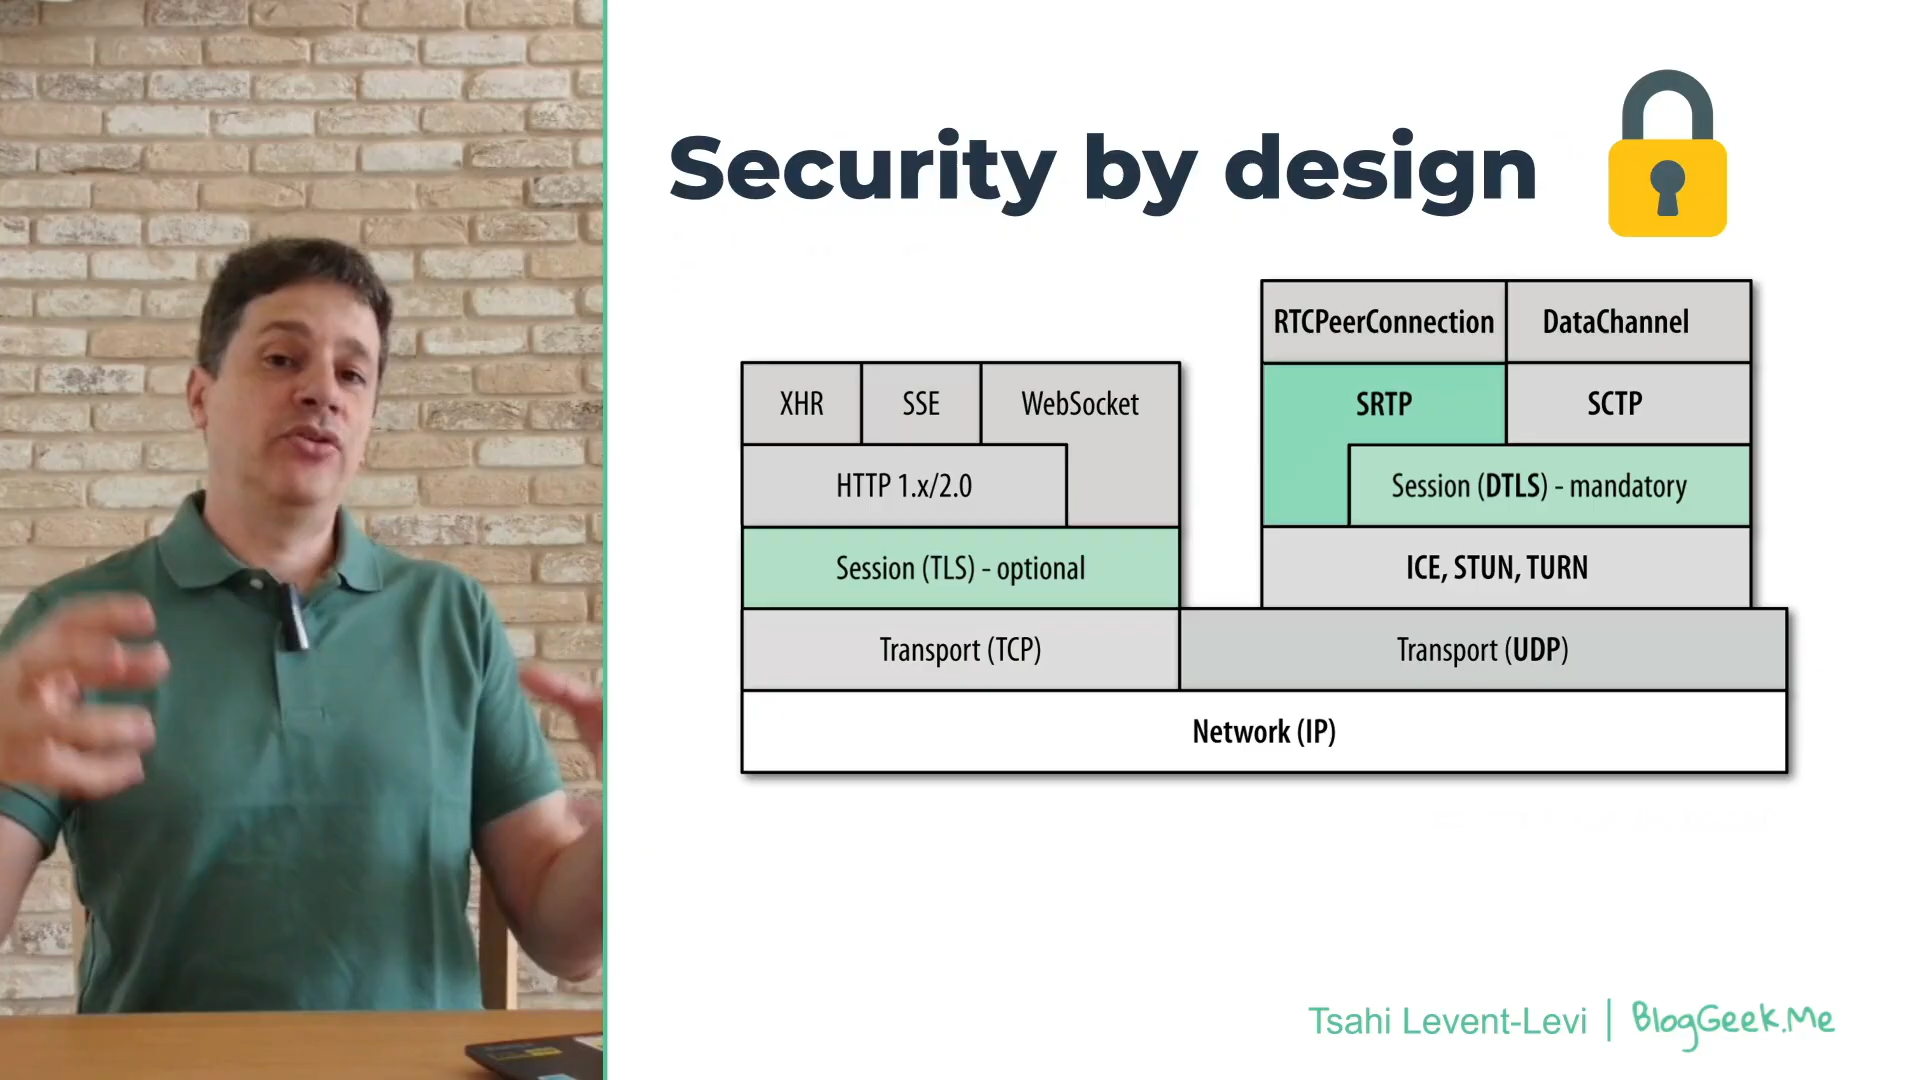 Security by design
RTCPeerConnection DataChannel
XHR SSE WebSocket SRTP SCTP
HTTP 1.x/2.0 Session (DTLS) - mandatory
Session (TLS) - optional ICE, STUN, TURN
Transport (TCP) Transport (UDP)
Network (IP)
Tsahi Levent-Levi | BlogGeek.Me